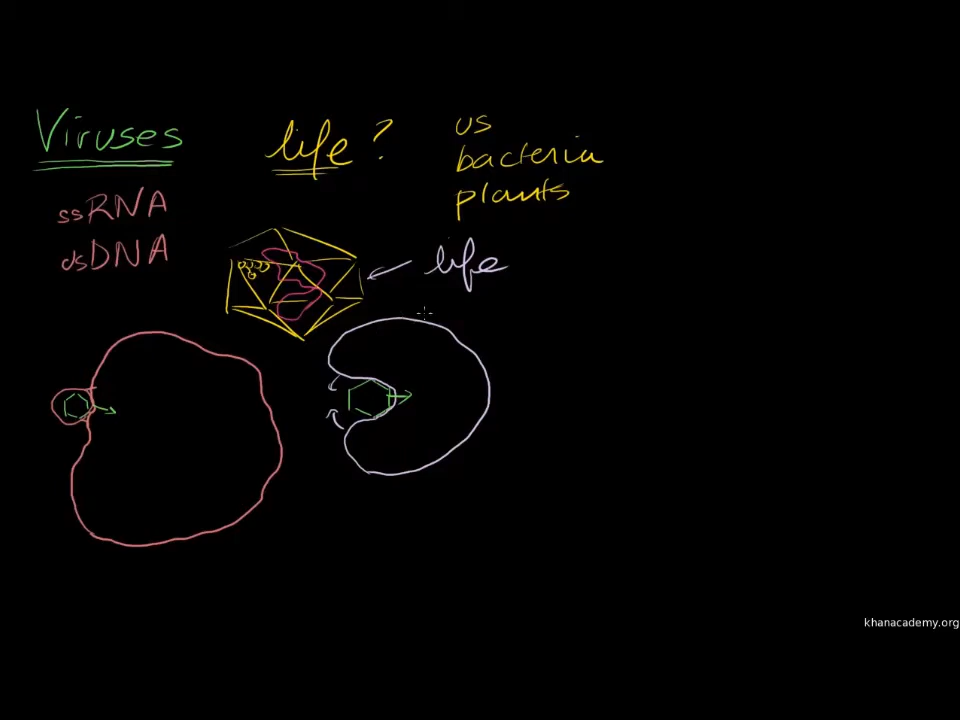 Viruses
life?
us
bacteria
plants
ssRNA
dsDNA
life
khanacademy.org